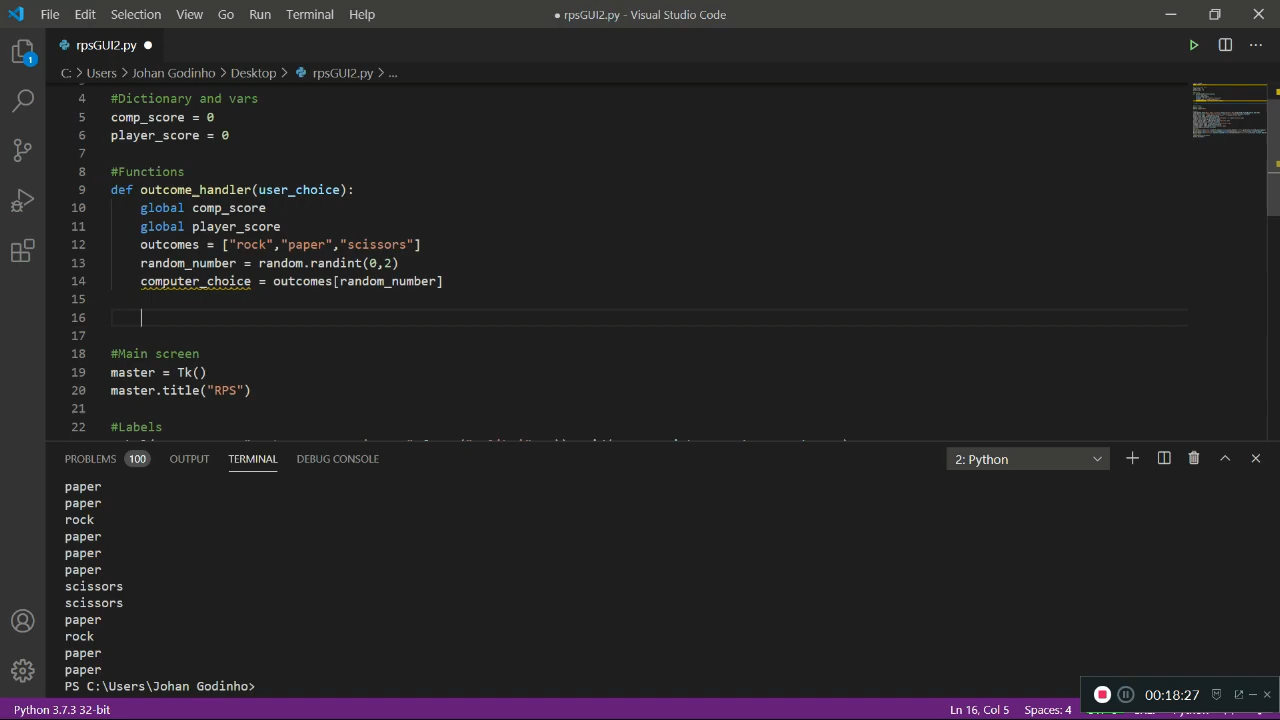 File Edit Selection View Go Run Terminal Help
● rpsGUI2.py - Visual Studio Code
rpsGUI2.py ●
1
C: > Users > Johan Godinho > Desktop > rpsGUI2.py > ...
4 #Dictionary and vars
5 comp_score = 0
6 player_score = 0
7
8 #Functions
9 def outcome_handler(user_choice):
10 global comp_score
11 global player_score
12 outcomes = ["rock","paper","scissors"]
13 random_number = random.randint(0,2)
14 computer_choice = outcomes[random_number]
15
16
17
18 #Main screen
19 master = Tk()
20 master.title("RPS")
21
22 #Labels
PROBLEMS 100 OUTPUT TERMINAL DEBUG CONSOLE 2: Python
paper
paper
rock
paper
paper
paper
scissors
scissors
paper
rock
paper
paper
PS C:\Users\Johan Godinho>
00:18:27
Python 3.7.3 32-bit Ln 16, Col 5 Spaces: 4